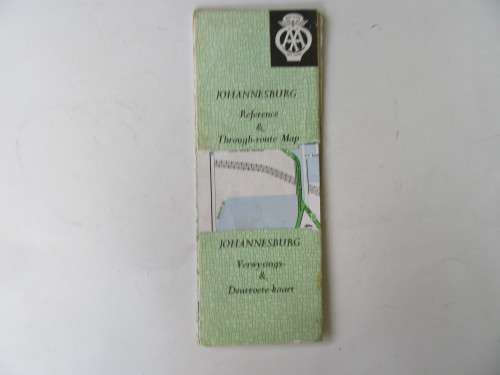 AA
JOHANNESBURG
Reference
&
Through-route Map
JOHANNESBURG
Verwysings-
&
Deurroete-kaart